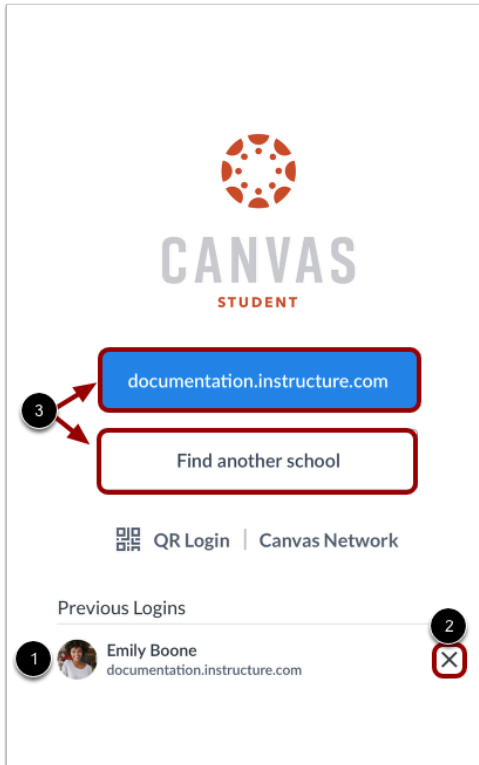 CANVAS
STUDENT
documentation.instructure.com
3
Find another school
QR Login | Canvas Network
Previous Logins
2
1
Emily Boone
documentation.instructure.com